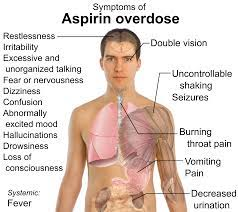 Symptoms of
Aspirin overdose
Restlessness
Irritability
Excessive and
unorganized talking
Fear or nervousness
Dizziness
Confusion
Abnormally
excited mood
Hallucinations
Drowsiness
Loss of
consciousness
Systemic:
Fever
Double vision
Uncontrollable
shaking
Seizures
Burning
throat pain
Vomiting
Pain
Decreased
urination